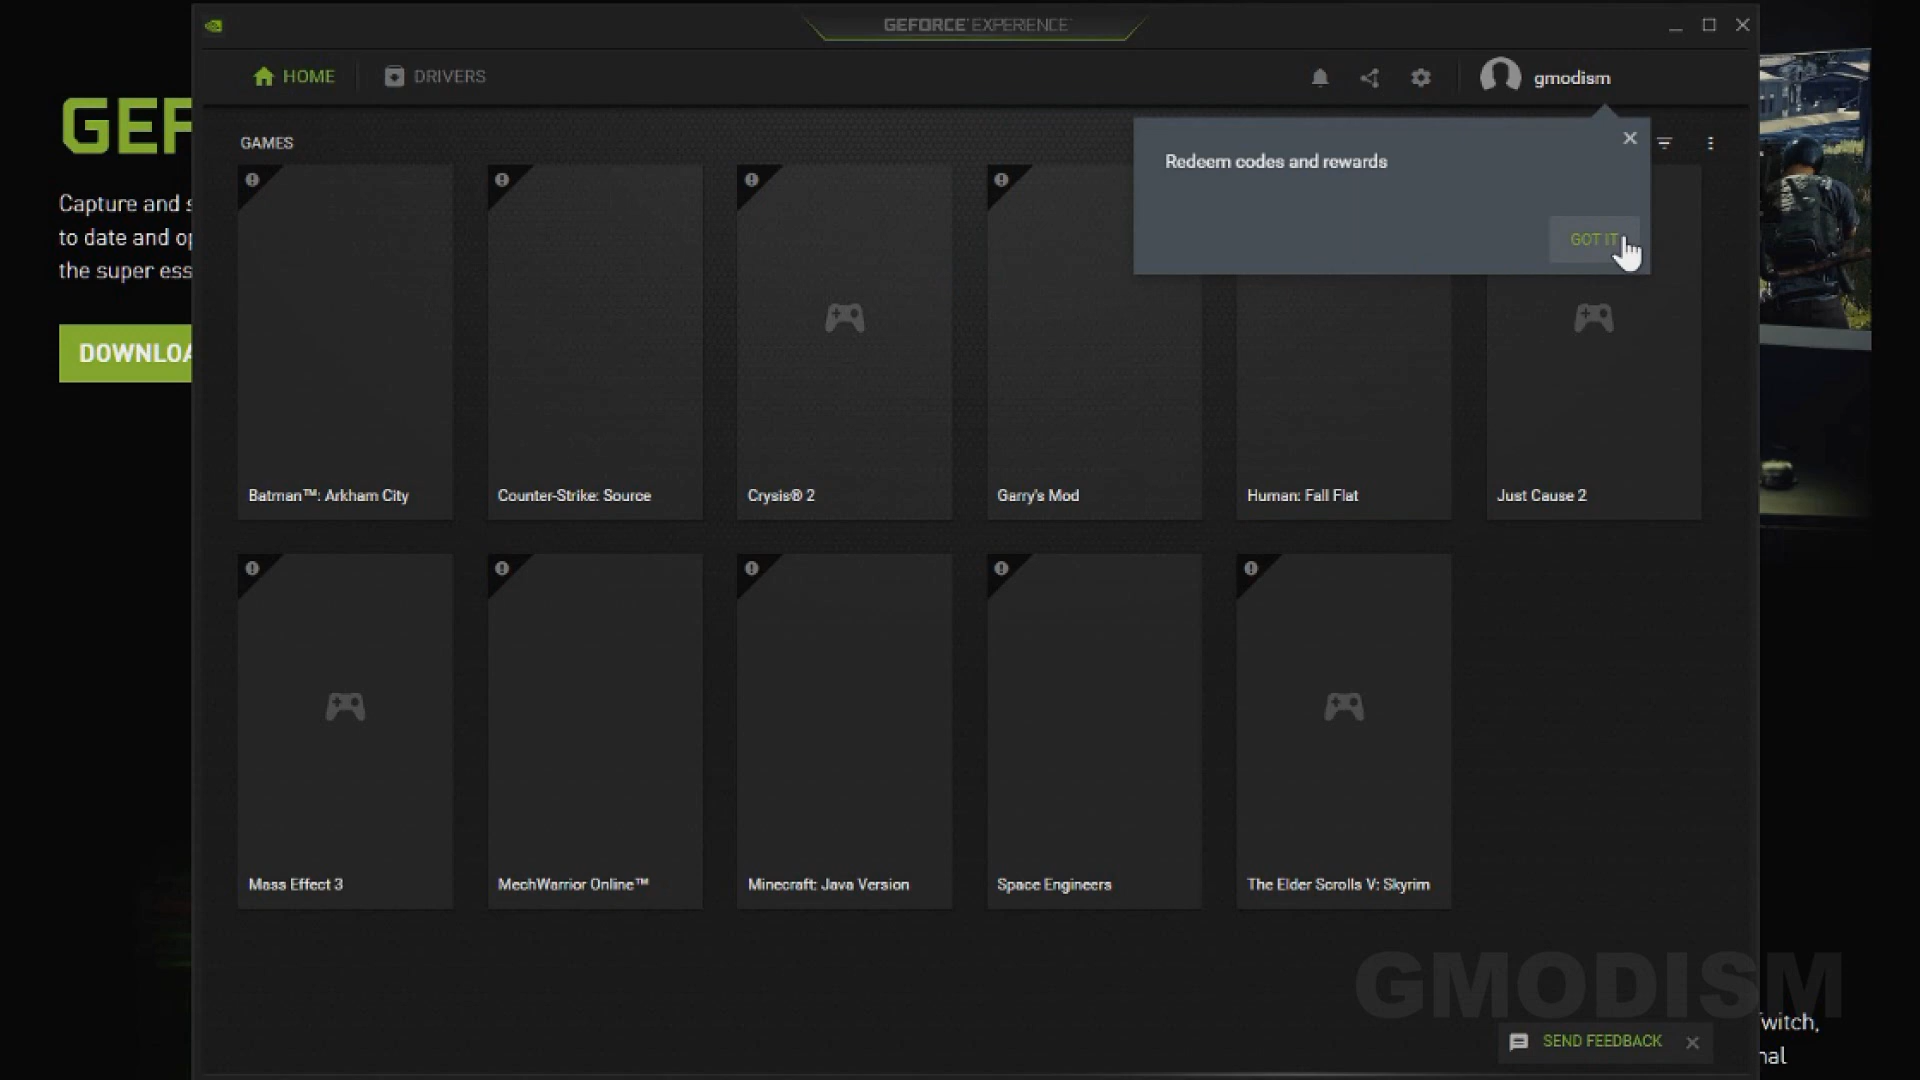 GEFORCE EXPERIENCE
HOME
DRIVERS
gmodism
GEF
Capture and s
to date and op
the super ess
DOWNLOA
GAMES
Redeem codes and rewards
GOT IT
Batman™: Arkham City
Counter-Strike: Source
Crysis® 2
Garry's Mod
Human: Fall Flat
Just Cause 2
Mass Effect 3
MechWarrior Online™
Minecraft: Java Version
Space Engineers
The Elder Scrolls V: Skyrim
GMODISM
SEND FEEDBACK
witch,
nal